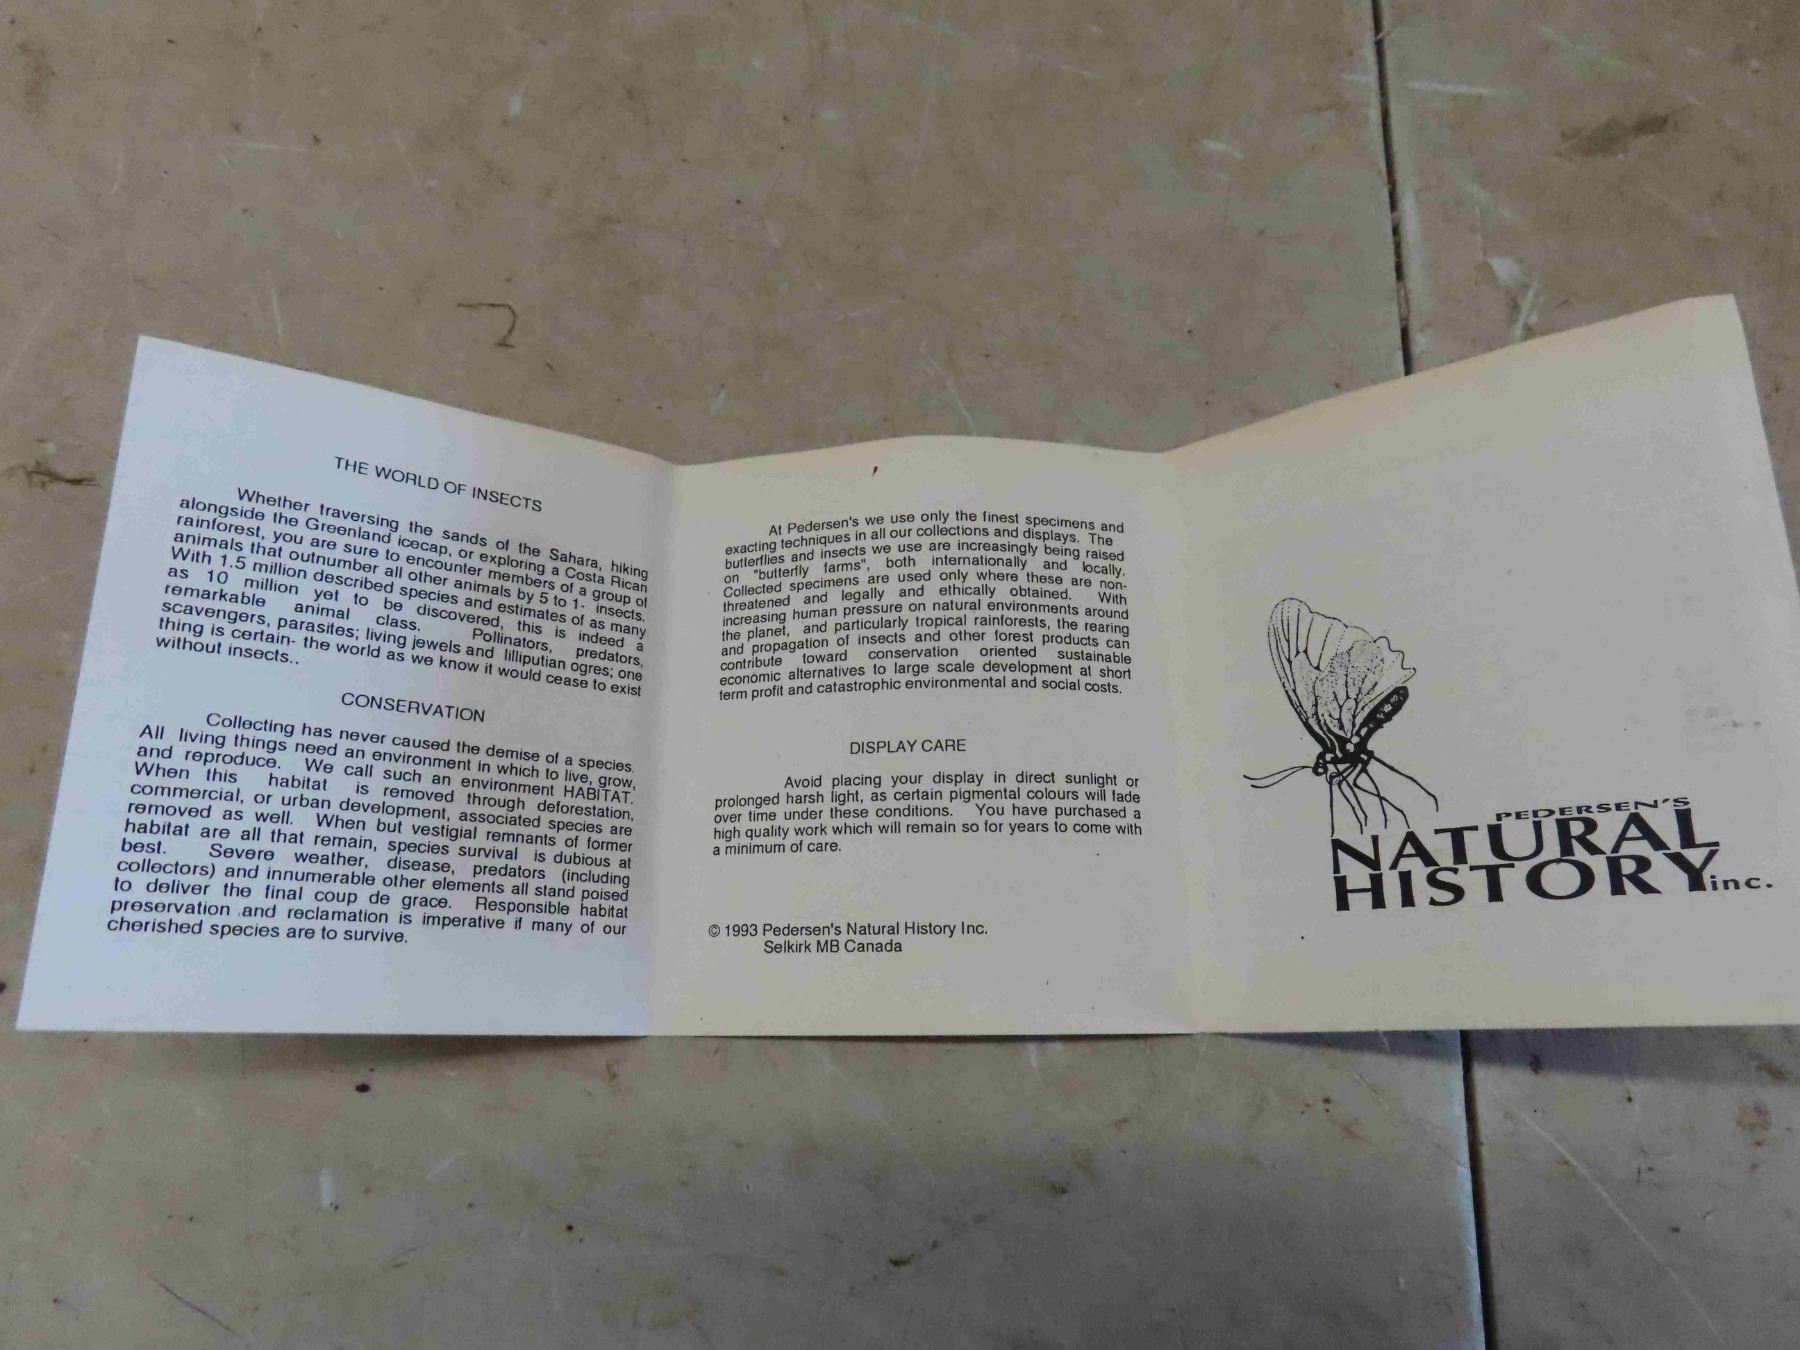 THE WORLD OF INSECTS
Whether traversing the sands of the Sahara, hiking
alongside the Greenland icecap, or exploring a Costa Rican
rainforest, you are sure to encounter members of a group of
animals that outnumber all other animals by 5 to 1- insects.
With 1.5 million described species and estimates of as many
as 10 million yet to be discovered, this is indeed a
remarkable animal class. Pollinators, predators,
scavengers, parasites; living jewels and lilliputian ogres; one
thing is certain- the world as we know it would cease to exist
without insects..
CONSERVATION
Collecting has never caused the demise of a species.
All living things need an environment in which to live, grow,
and reproduce. We call such an environment HABITAT.
When this habitat is removed through deforestation,
commercial, or urban development, associated species are
removed as well. When but vestigial remnants of former
habitat are all that remain, species survival is dubious at
best. Severe weather, disease, predators (including
collectors) and innumerable other elements all stand poised
to deliver the final coup de grace. Responsible habitat
preservation and reclamation is imperative if many of our
cherished species are to survive.
At Pedersen's we use only the finest specimens and
exacting techniques in all our collections and displays. The
butterflies and insects we use are increasingly being raised
on "butterfly farms", both internationally and locally.
Collected specimens are used only where these are non-
threatened and legally and ethically obtained. With
increasing human pressure on natural environments around
the planet, and particularly tropical rainforests, the rearing
and propagation of insects and other forest products can
contribute toward conservation oriented sustainable
economic alternatives to large scale development at short
term profit and catastrophic environmental and social costs.
DISPLAY CARE
Avoid placing your display in direct sunlight or
prolonged harsh light, as certain pigmental colours will fade
over time under these conditions. You have purchased a
high quality work which will remain so for years to come with
a minimum of care.
© 1993 Pedersen's Natural History Inc.
Selkirk MB Canada
PEDERSEN'S
NATURAL
HISTORY inc.